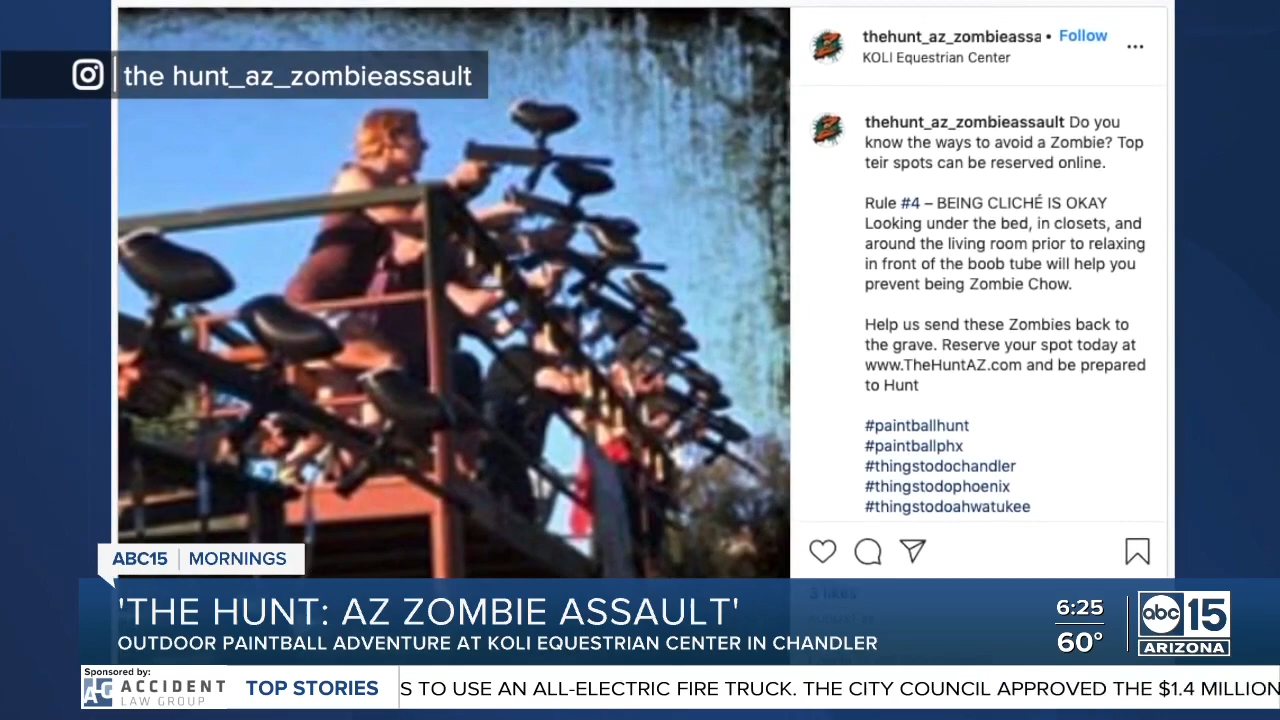 the hunt_az_zombieassault
thehunt_az_zombieassa • Follow
KOLI Equestrian Center
thehunt_az_zombieassault Do you
know the ways to avoid a Zombie? Top
teir spots can be reserved online.
Rule #4 – BEING CLICHÉ IS OKAY
Looking under the bed, in closets, and
around the living room prior to relaxing
in front of the boob tube will help you
prevent being Zombie Chow.
Help us send these Zombies back to
the grave. Reserve your spot today at
www.TheHuntAZ.com and be prepared
to Hunt
#paintballhunt
#paintballphx
#thingstodochandler
#thingstodophoenix
#thingstodoahwatukee
3 likes
ABC15 | MORNINGS
'THE HUNT: AZ ZOMBIE ASSAULT'
OUTDOOR PAINTBALL ADVENTURE AT KOLI EQUESTRIAN CENTER IN CHANDLER
6:25
60°
abc 15
ARIZONA
Sponsored by:
AG ACCIDENT
LAW GROUP
TOP STORIES
S TO USE AN ALL-ELECTRIC FIRE TRUCK. THE CITY COUNCIL APPROVED THE $1.4 MILLION